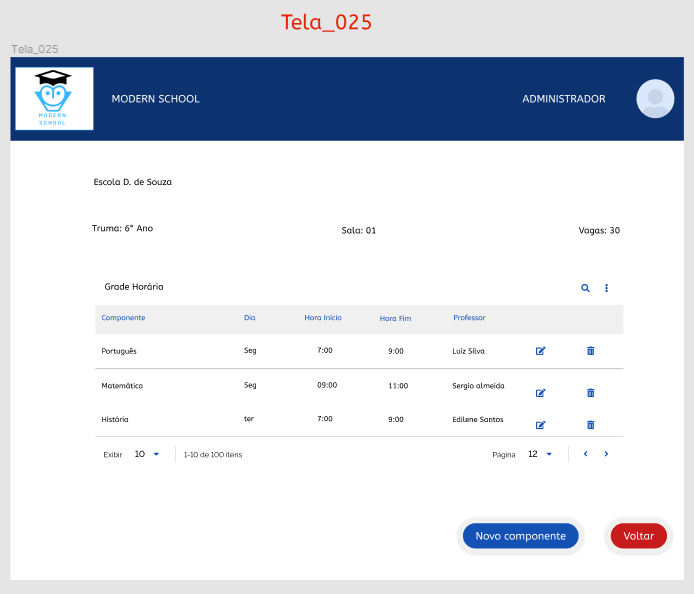 Tela_025
Tela_025
MODERN
SCHOOL
MODERN SCHOOL
ADMINISTRADOR
Escola D. de Souza
Truma: 6° Ano
Sala: 01
Vagas: 30
Grade Horária
Componente Dia Hora Início Hora Fim Professor
Português Seg 7:00 9:00 Luiz Silva
Matemática Seg 09:00 11:00 Sergio almeida
História ter 7:00 9:00 Edilene Santos
Exibir 10 1-10 de 100 itens Página 12
Novo componente Voltar